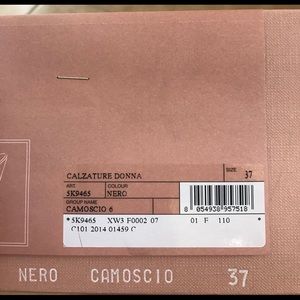 CALZATURE DONNA SIZE 37
ART. COLOUR
5K9465 NERO
GROUP NAME
CAMOSCIO 6
8 054938 957518
*5K9465 XW3 F0002 07 01 F 110
C101 2014 01459 C
NERO CAMOSCIO 37